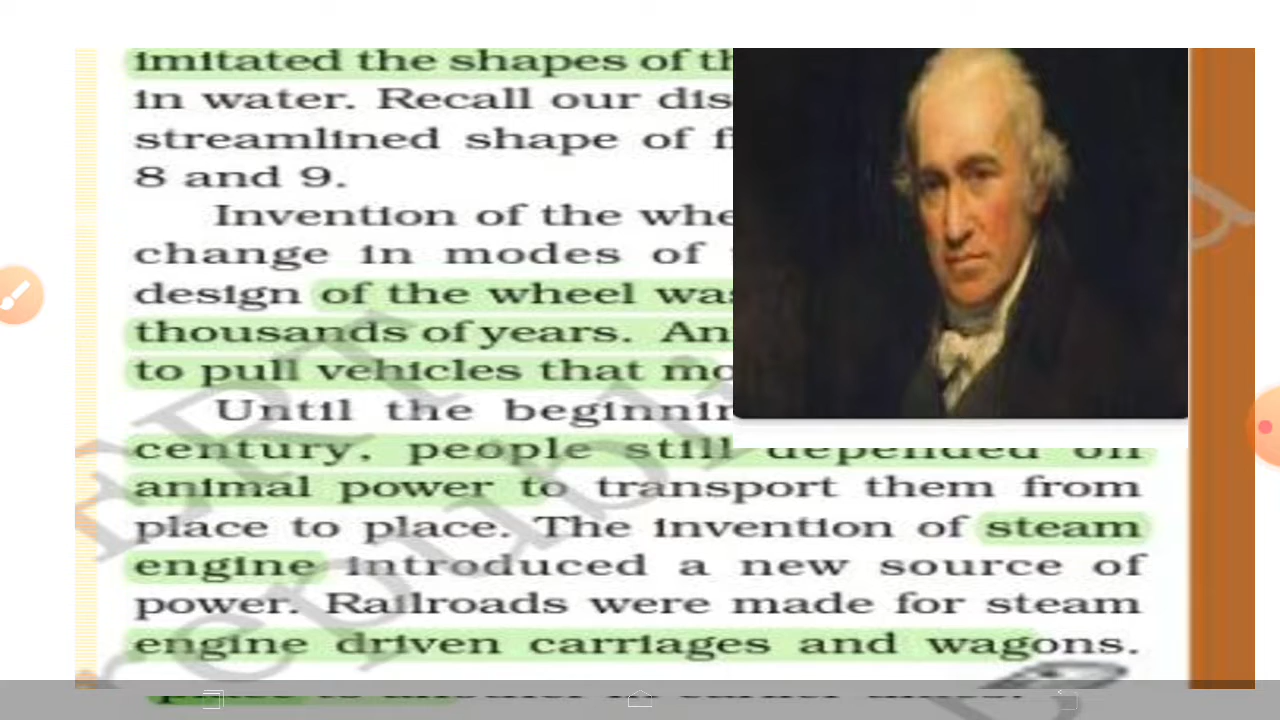 imitated the shapes of th
in water. Recall our dis
streamlined shape of f
8 and 9.
Invention of the whe
change in modes of
design of the wheel was
thousands of years. An
to pull vehicles that mo
Until the beginnin
century, people still depended on
animal power to transport them from
place to place. The invention of steam
engine introduced a new source of
power. Railroads were made for steam
engine driven carriages and wagons.